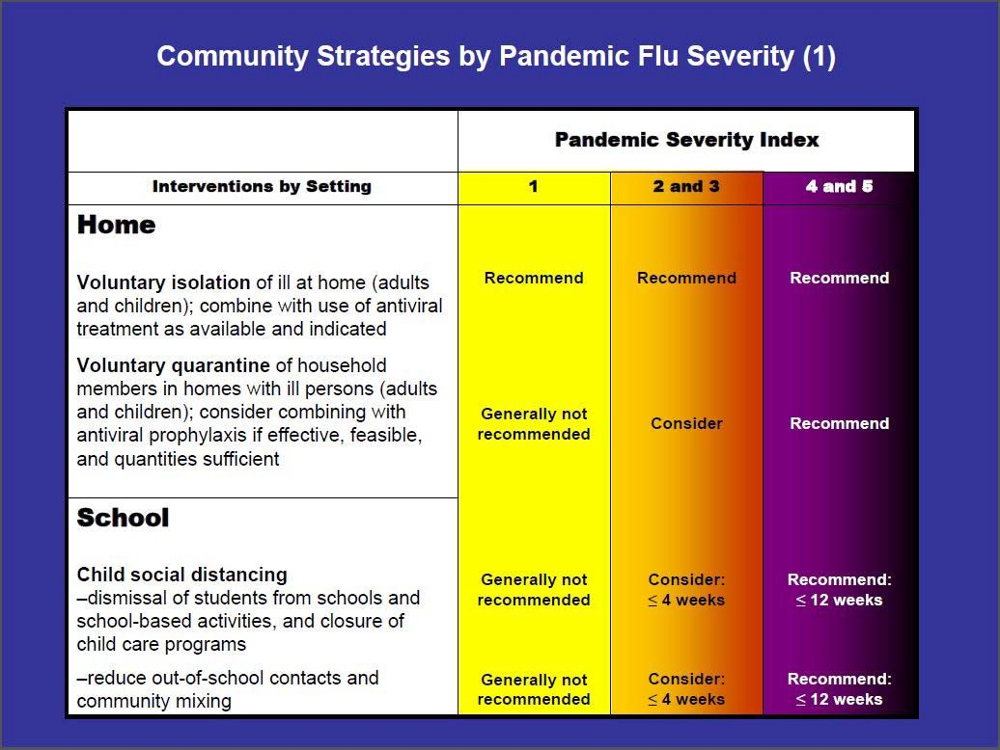 Community Strategies by Pandemic Flu Severity (1)
Pandemic Severity Index
Interventions by Setting
1
2 and 3
4 and 5
Home
Voluntary isolation of ill at home (adults
and children); combine with use of antiviral
treatment as available and indicated
Recommend
Recommend
Recommend
Voluntary quarantine of household
members in homes with ill persons (adults
and children); consider combining with
antiviral prophylaxis if effective, feasible,
and quantities sufficient
Generally not
recommended
Consider
Recommend
School
Child social distancing
–dismissal of students from schools and
school-based activities, and closure of
child care programs
Generally not
recommended
Consider:
≤ 4 weeks
Recommend:
≤ 12 weeks
–reduce out-of-school contacts and
community mixing
Generally not
recommended
Consider:
≤ 4 weeks
Recommend:
≤ 12 weeks